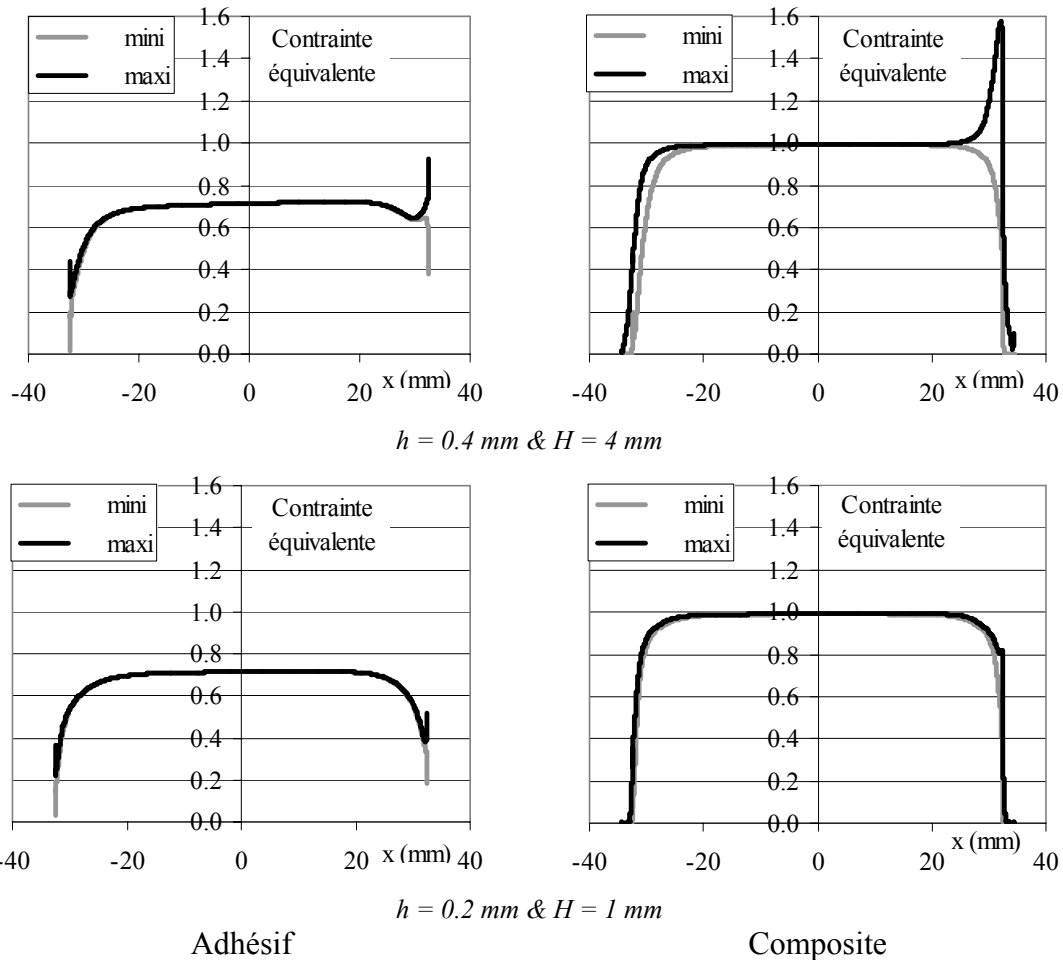 mini
maxi
Contrainte
équivalente
1.6
1.4
1.2
1.0
0.8
0.6
0.4
0.2
0.0
-40
-20
0
20
40
x (mm)
mini
maxi
Contrainte
équivalente
1.6
1.4
1.2
1.0
0.8
0.6
0.4
0.2
0.0
-40
-20
0
20
40
x (mm)
h = 0.4 mm & H = 4 mm
mini
maxi
Contrainte
équivalente
1.6
1.4
1.2
1.0
0.8
0.6
0.4
0.2
0.0
-40
-20
0
20
40
x (mm)
mini
maxi
Contrainte
équivalente
1.6
1.4
1.2
1.0
0.8
0.6
0.4
0.2
0.0
-40
-20
0
20
40
x (mm)
h = 0.2 mm & H = 1 mm
Adhésif
Composite